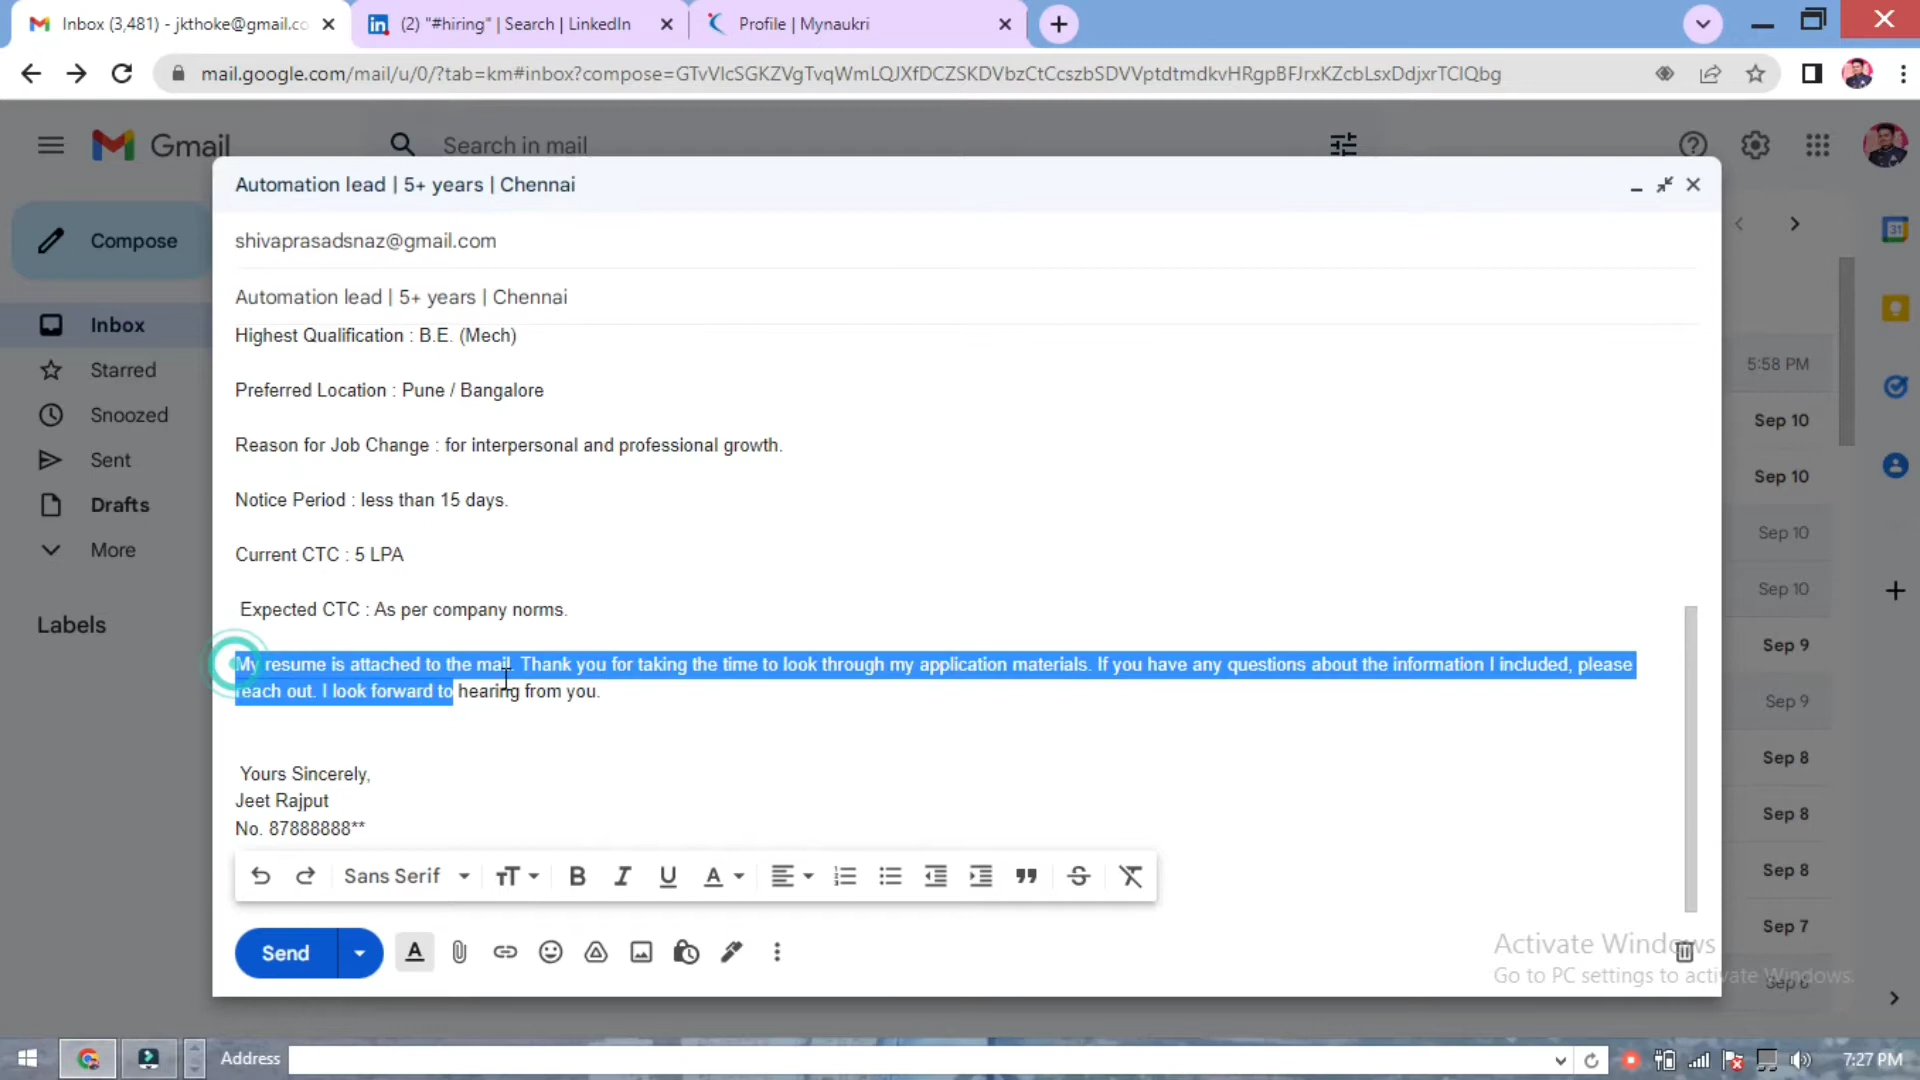 Inbox (3,481) - jkthoke@gmail.co
(2) "#hiring" | Search | LinkedIn
Profile | Mynaukri
mail.google.com/mail/u/0/?tab=km#inbox?compose=GTvVlcSGKZVgTvqWmLQJXfDCZSKDVbzCtCcszbSDVVptdtmdkvHRgpBFJrxKZcbLsxDdjxrTClQbg
Gmail
Search in mail
Compose
Inbox
Starred
Snoozed
Sent
Drafts
More
Labels
Automation lead | 5+ years | Chennai
shivaprasadsnaz@gmail.com
Automation lead | 5+ years | Chennai
Highest Qualification : B.E. (Mech)
Preferred Location : Pune / Bangalore
Reason for Job Change : for interpersonal and professional growth.
Notice Period : less than 15 days.
Current CTC : 5 LPA
Expected CTC : As per company norms.
My resume is attached to the mail. Thank you for taking the time to look through my application materials. If you have any questions about the information I included, please
reach out. I look forward to hearing from you.
Yours Sincerely,
Jeet Rajput
No. 87888888**
Sans Serif
Send
5:58 PM
Sep 10
Sep 10
Sep 10
Sep 10
Sep 9
Sep 9
Sep 8
Sep 8
Sep 8
Sep 7
31
Activate Windows
Go to PC settings to activate Windows.
Address
7:27 PM